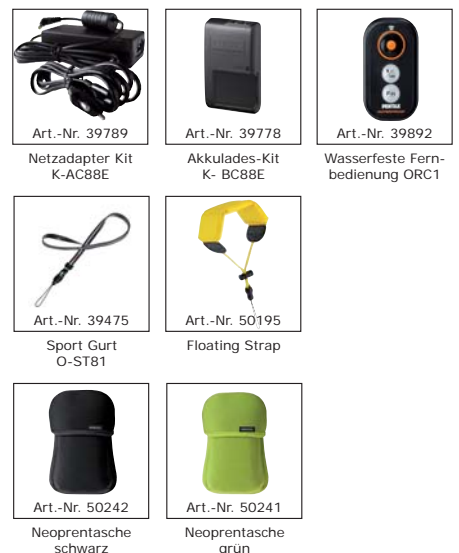 Art.-Nr. 39789
Netzadapter Kit
K-AC88E
Art.-Nr. 39778
Akkulades-Kit
K- BC88E
PENTAX
Art.-Nr. 39892
Wasserfeste Fern-
bedienung ORC1
Art.-Nr. 39475
Sport Gurt
O-ST81
Art.-Nr. 50195
Floating Strap
Art.-Nr. 50242
Neoprentasche
schwarz
Art.-Nr. 50241
Neoprentasche
grün